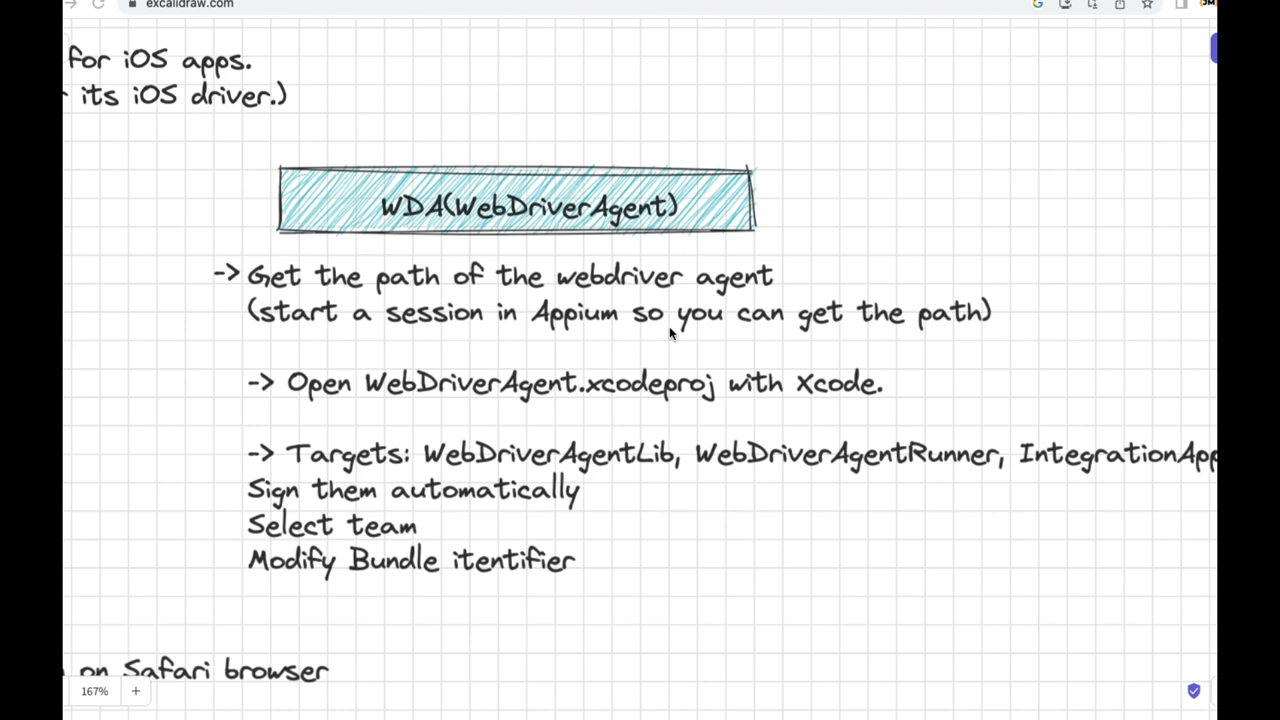 excalidraw.com
for iOS apps.
its iOS driver.)
WDA(WebDriverAgent)
-> Get the path of the webdriver agent
(start a session in Appium so you can get the path)
-> Open WebDriverAgent.xcodeproj with Xcode.
-> Targets: WebDriverAgentLib, WebDriverAgentRunner, IntegrationApp
Sign them automatically
Select team
Modify Bundle itentifier
on Safari browser
167% +